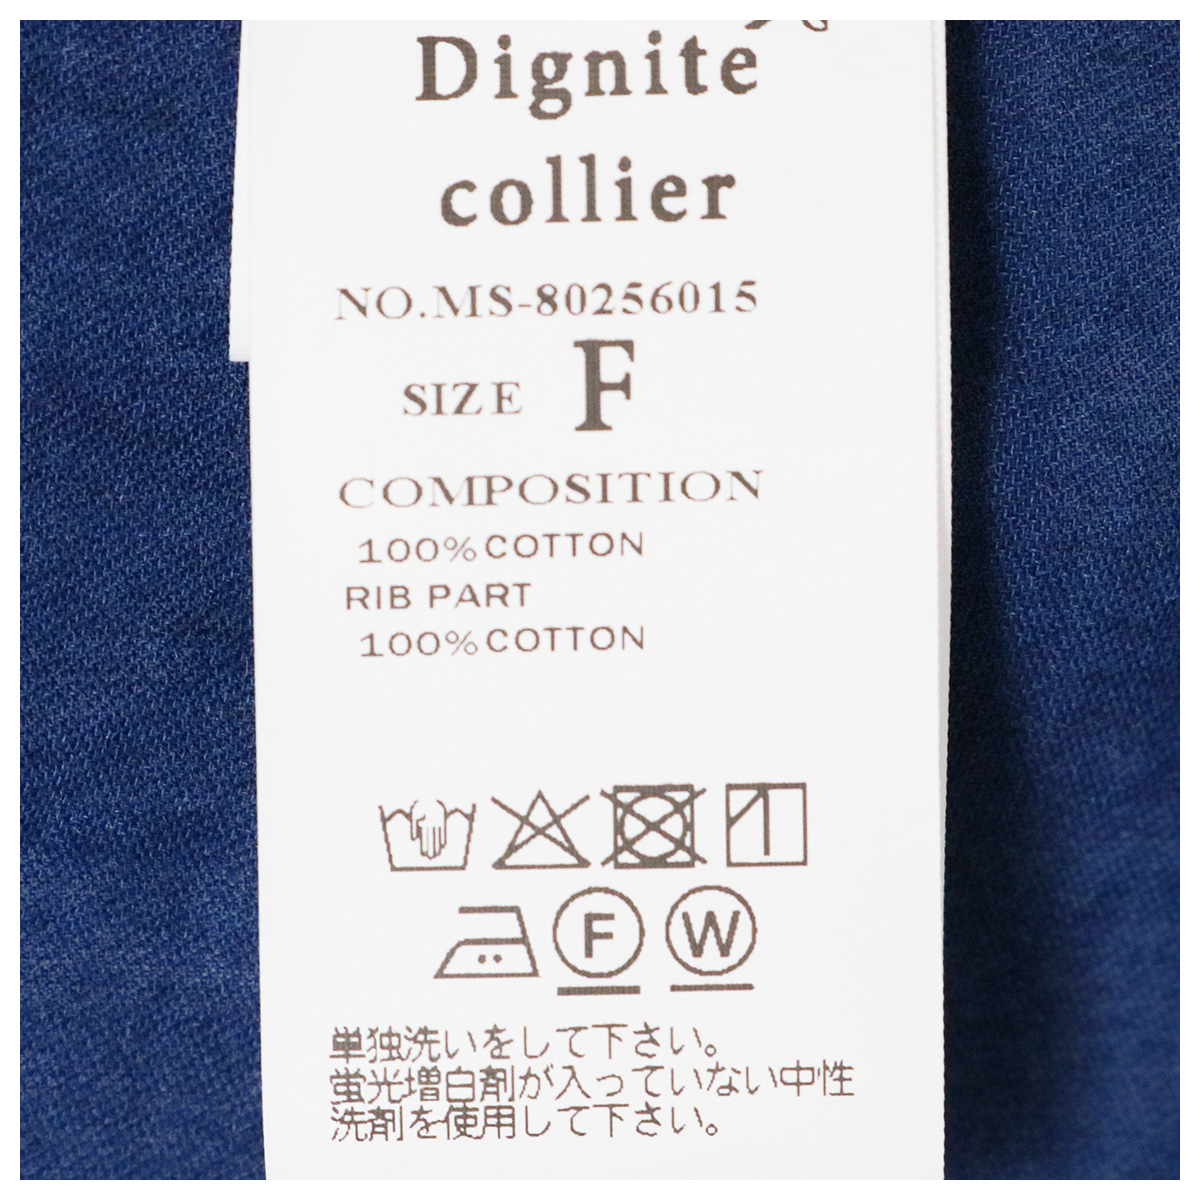 Dignite
collier
NO.MS-80256015
SIZE F
COMPOSITION
100%COTTON
RIB PART
100%COTTON
F W
単独洗いをして下さい。
蛍光増白剤が入っていない中性
洗剤を使用して下さい。